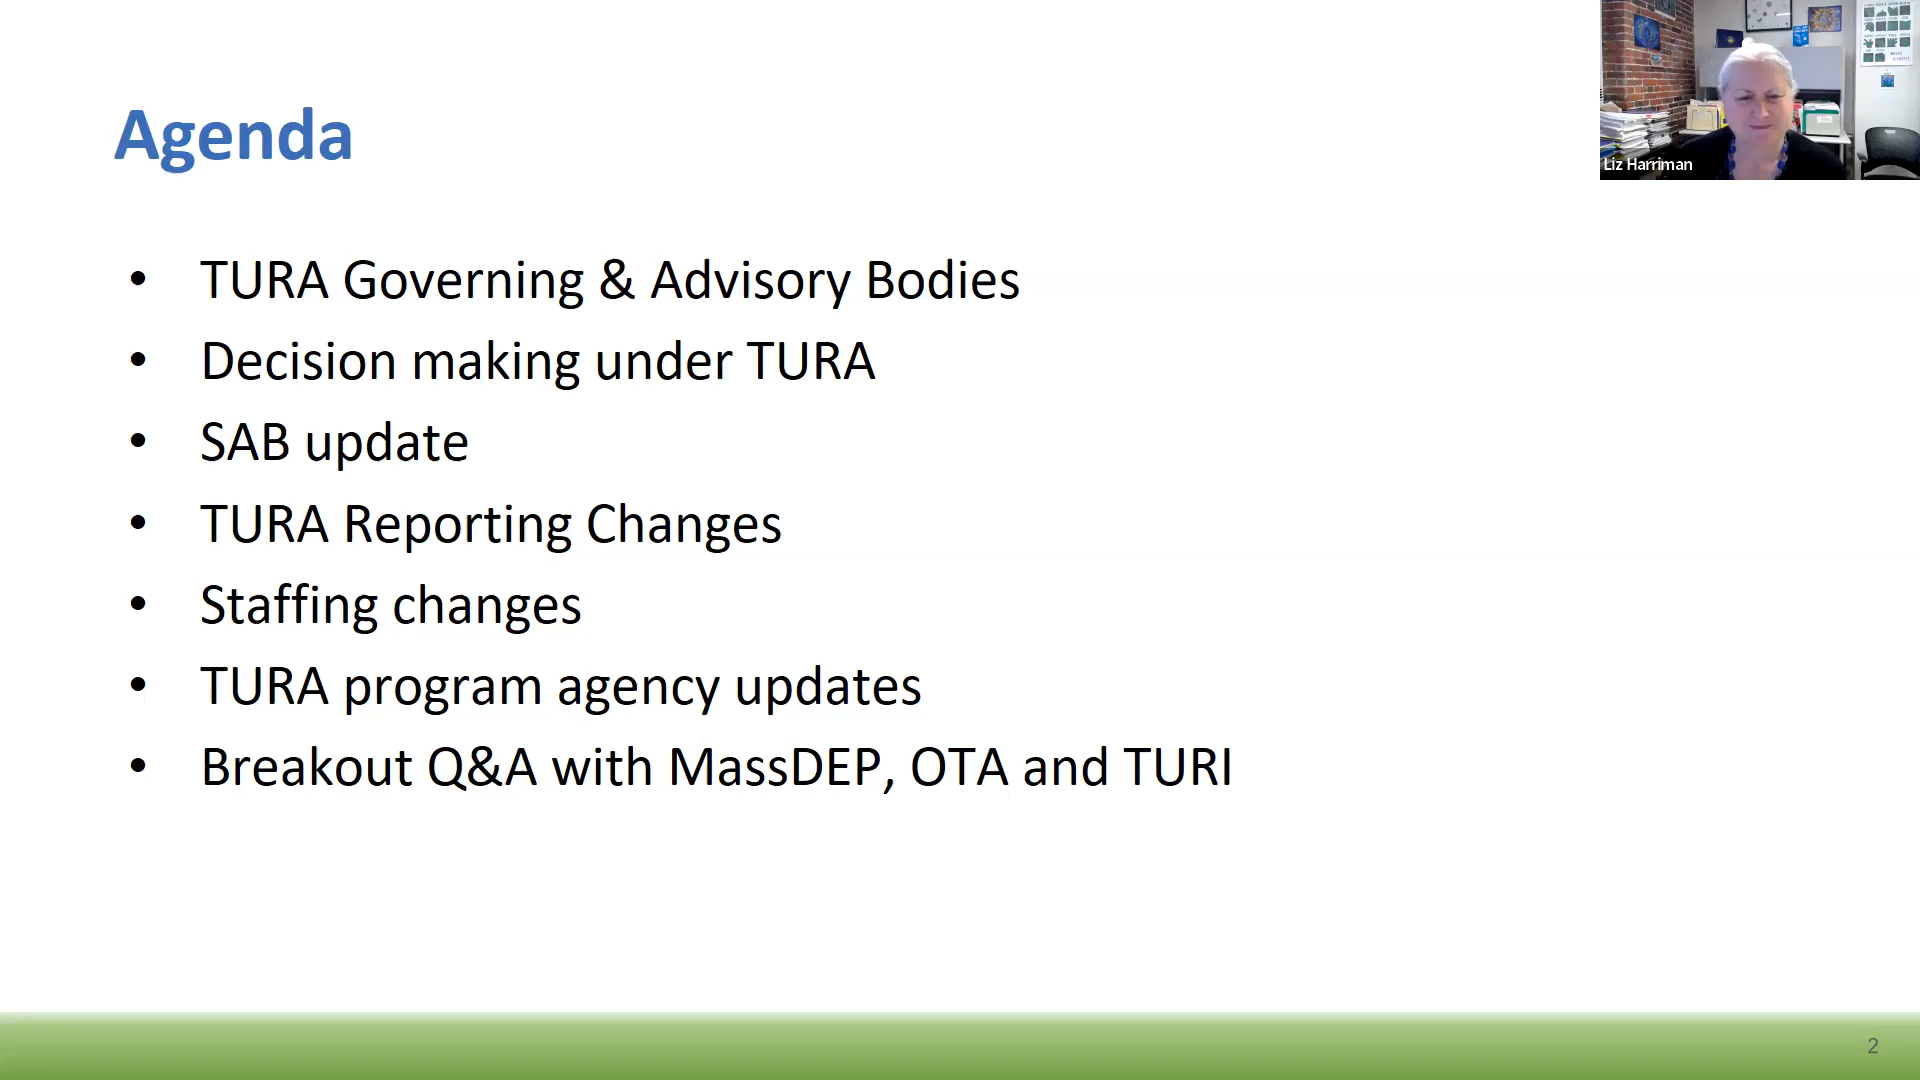 Agenda
Liz Harriman
• TURA Governing & Advisory Bodies
• Decision making under TURA
• SAB update
• TURA Reporting Changes
• Staffing changes
• TURA program agency updates
• Breakout Q&A with MassDEP, OTA and TURI
2